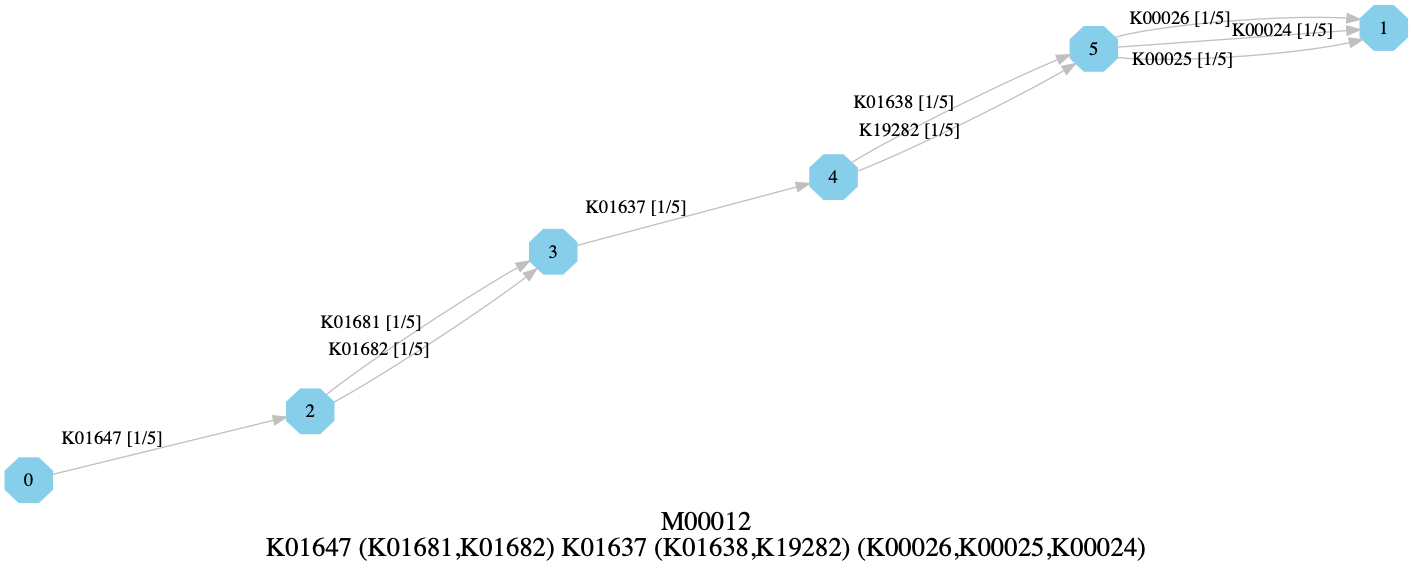 K00026 [1/5]
1
K00024 [1/5]
5
K00025 [1/5]
K01638 [1/5]
K19282 [1/5]
4
K01637 [1/5]
3
K01681 [1/5]
K01682 [1/5]
2
K01647 [1/5]
0
M00012
K01647 (K01681,K01682) K01637 (K01638,K19282) (K00026,K00025,K00024)